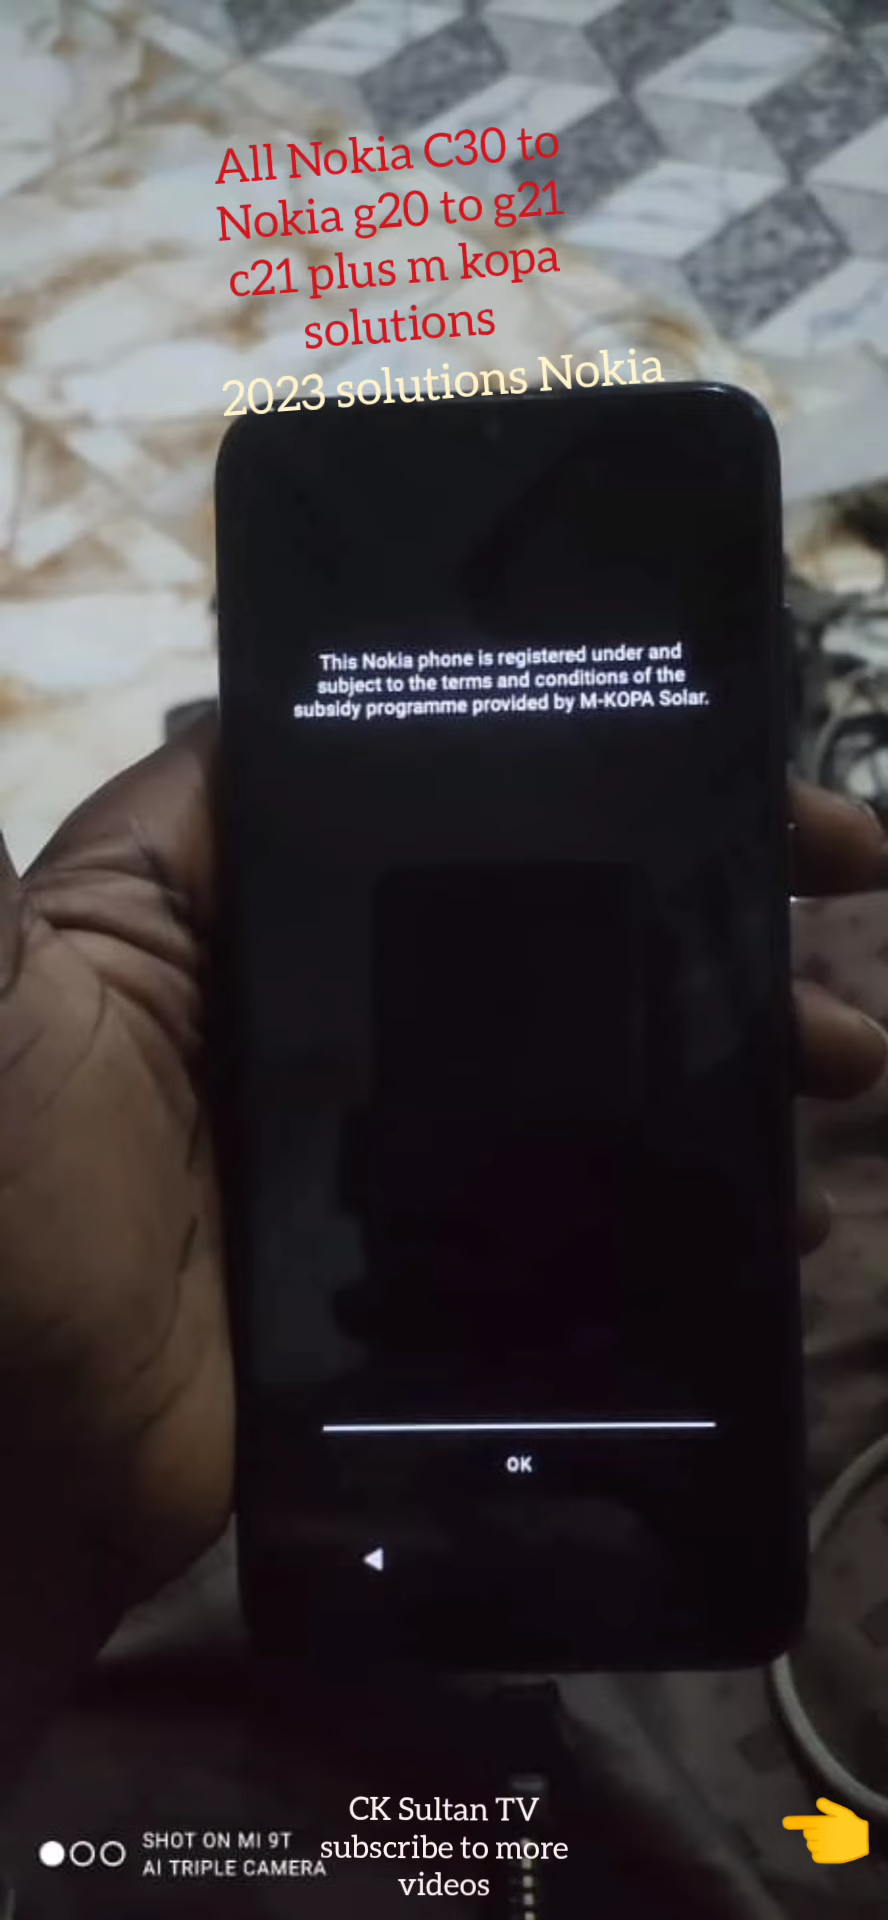 All Nokia C30 to
Nokia g20 to g21
c21 plus m kopa
solutions
2023 solutions Nokia
This Nokia phone is registered under and
subject to the terms and conditions of the
subsidy programme provided by M-KOPA Solar.
OK
SHOT ON MI 9T
AI TRIPLE CAMERA
CK Sultan TV
subscribe to more
videos